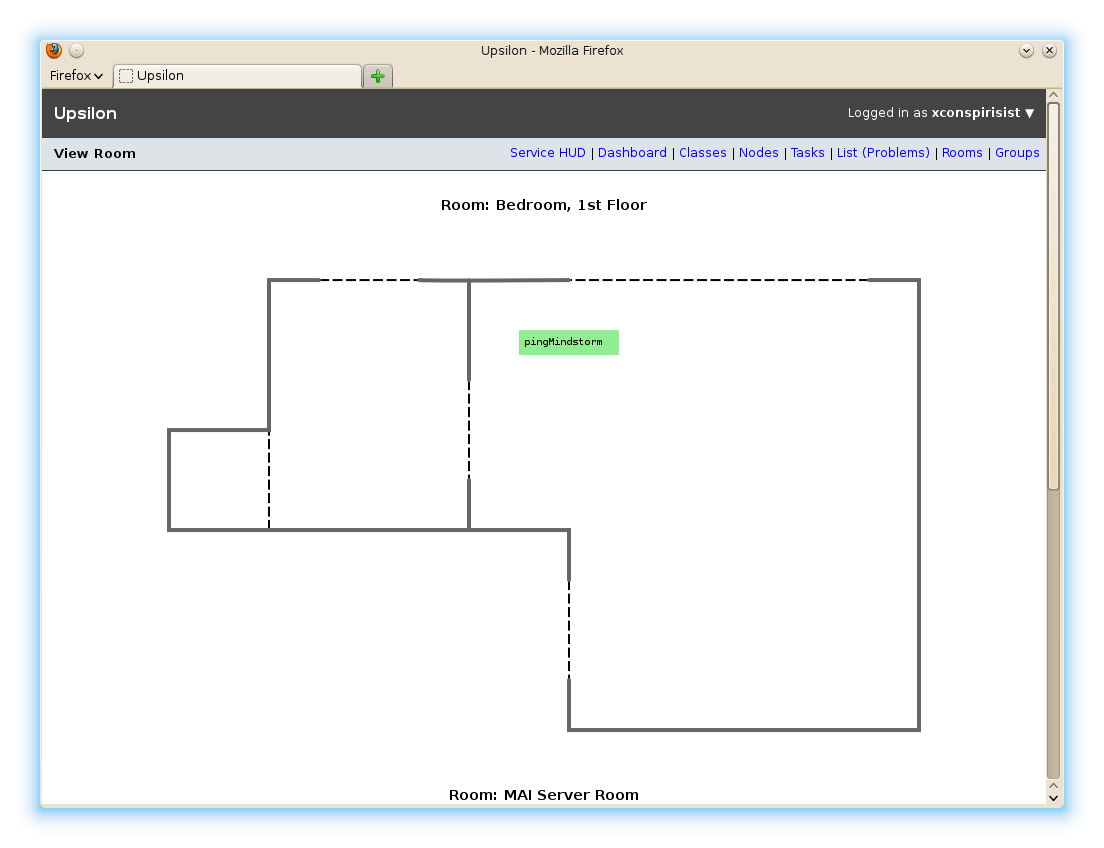 Upsilon - Mozilla Firefox
Firefox
Upsilon
Upsilon
Logged in as xconspirisist ▼
View Room
Service HUD | Dashboard | Classes | Nodes | Tasks | List (Problems) | Rooms | Groups
Room: Bedroom, 1st Floor
pingMindstorm
Room: MAI Server Room